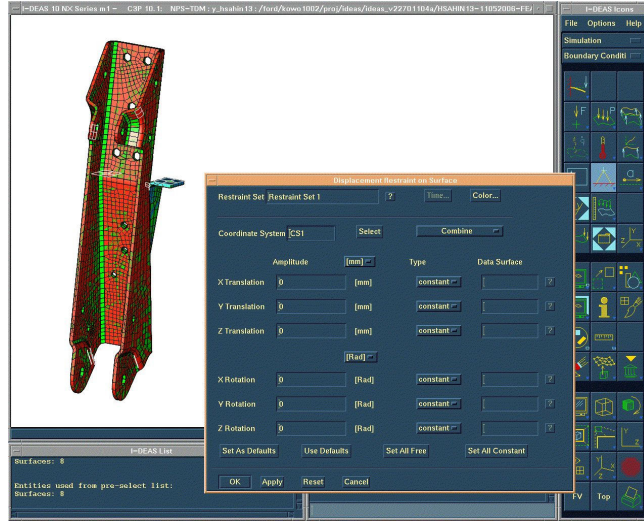 I-DEAS 10 NX Series m1 - C3P 10.1: NPS-TDM : y_hsahin13 : /ford/kowo1002/proj/ideas/ideas_v22701104a/HSAHIN13-11052006-FE/
I-DEAS Icons
File Options Help
Simulation
Boundary Conditi
Displacement Restraint on Surface
Restraint Set Restraint Set 1 ? Time... Color...
Coordinate System CS1 Select Combine
Amplitude [mm] Type Data Surface
X Translation 0 [mm] constant ?
Y Translation 0 [mm] constant ?
Z Translation 0 [mm] constant ?
[Rad]
X Rotation 0 [Rad] constant ?
Y Rotation 0 [Rad] constant ?
Z Rotation 0 [Rad] constant ?
Set As Defaults Use Defaults Set All Free Set All Constant
OK Apply Reset Cancel
I-DEAS List
Surfaces: 8
Entities used from pre-select list:
Surfaces: 8
FV Top